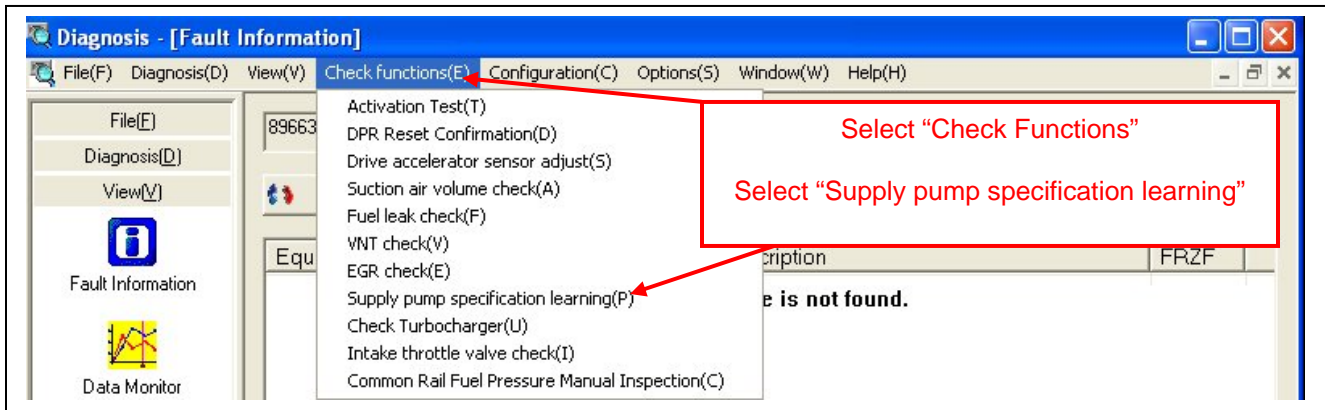 Diagnosis - [Fault Information]
File(F) Diagnosis(D) View(V) Check functions(E) Configuration(C) Options(S) Window(W) Help(H)
File(F)
Diagnosis(D)
View(V)
Fault Information
Data Monitor
89663
Activation Test(T)
DPR Reset Confirmation(D)
Drive accelerator sensor adjust(S)
Suction air volume check(A)
Fuel leak check(F)
VNT check(V)
EGR check(E)
Supply pump specification learning(P)
Check Turbocharger(U)
Intake throttle valve check(I)
Common Rail Fuel Pressure Manual Inspection(C)
Select “Check Functions”
Select “Supply pump specification learning”
Equ cription FRZF
e is not found.